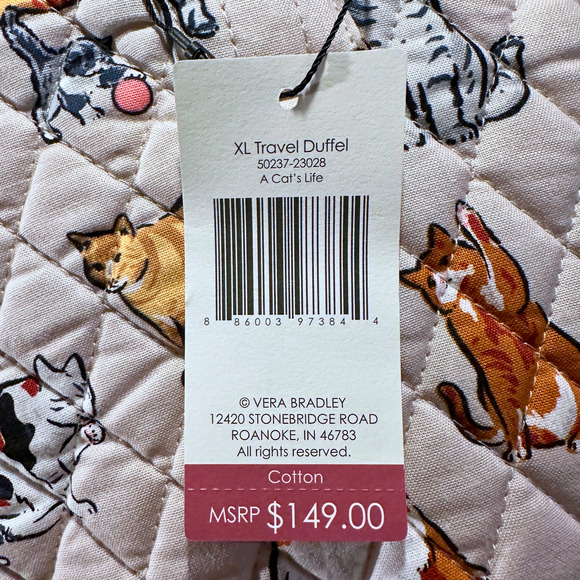 XL Travel Duffel
50237-23028
A Cat's Life
8 86003 97384 4
© VERA BRADLEY
12420 STONEBRIDGE ROAD
ROANOKE, IN 46783
All rights reserved.
Cotton
MSRP $149.00